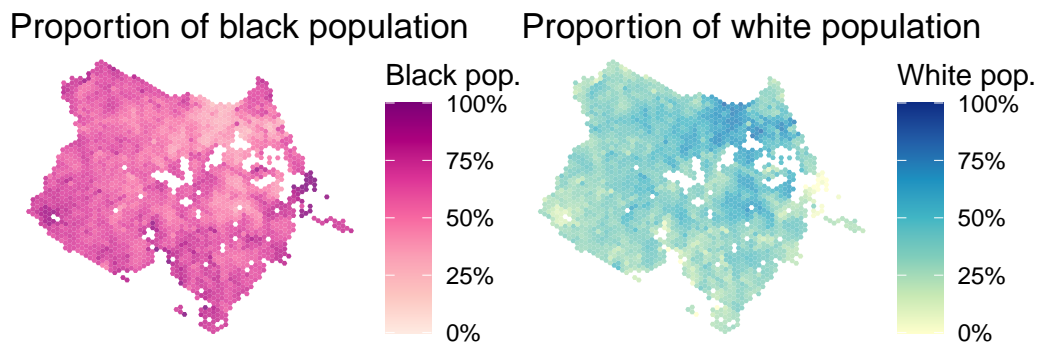 Proportion of black population
Black pop.
100%
75%
50%
25%
0%
Proportion of white population
White pop.
100%
75%
50%
25%
0%